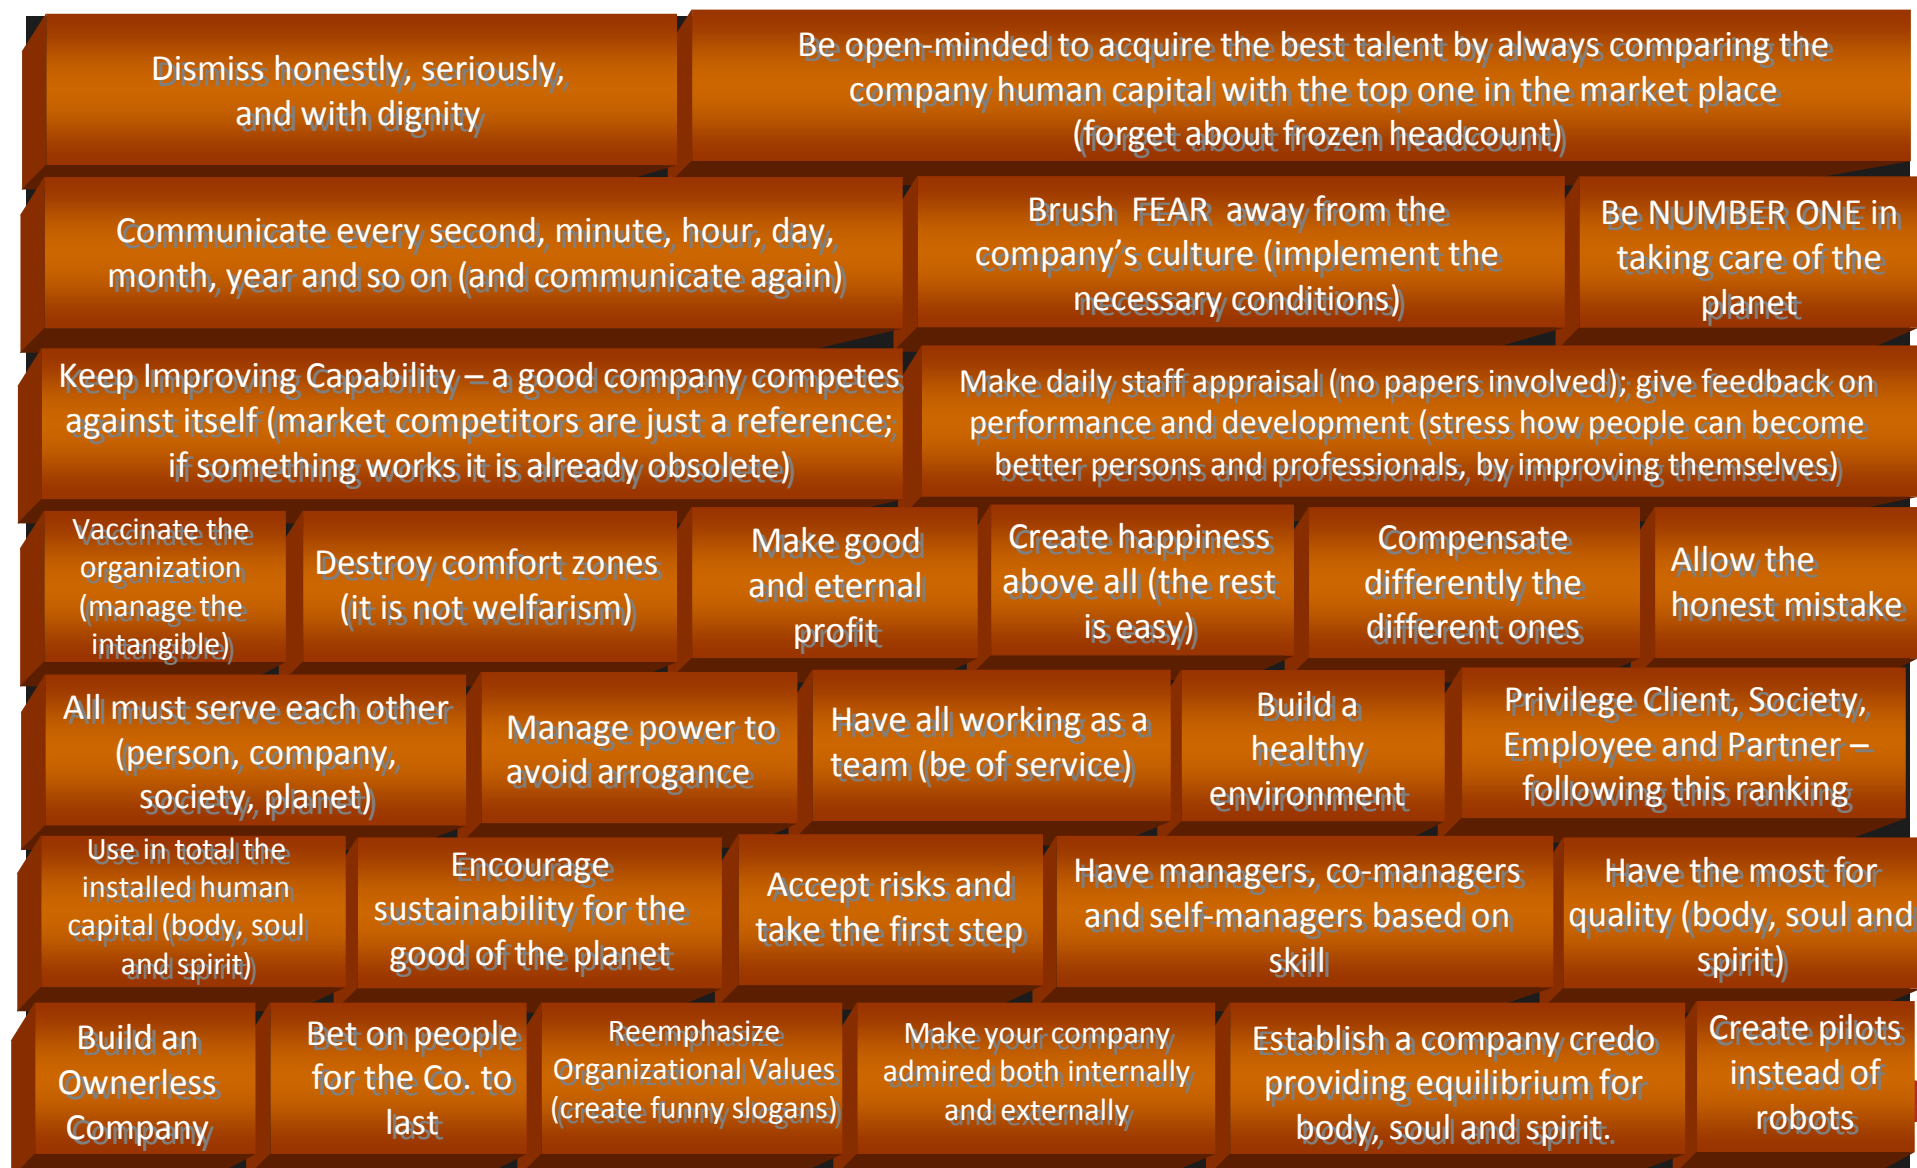 Dismiss honestly, seriously,
and with dignity
Be open-minded to acquire the best talent by always comparing the
company human capital with the top one in the market place
(forget about frozen headcount)
Communicate every second, minute, hour, day,
month, year and so on (and communicate again)
Brush FEAR away from the
company's culture (implement the
necessary conditions)
Be NUMBER ONE in
taking care of the
planet
Keep Improving Capability – a good company competes
against itself (market competitors are just a reference;
if something works it is already obsolete)
Make daily staff appraisal (no papers involved); give feedback on
performance and development (stress how people can become
better persons and professionals, by improving themselves)
Vaccinate the
organization
(manage the
intangible)
Destroy comfort zones
(it is not welfarism)
Make good
and eternal
profit
Create happiness
above all (the rest
is easy)
Compensate
differently the
different ones
Allow the
honest mistake
All must serve each other
(person, company,
society, planet)
Manage power to
avoid arrogance
Have all working as a
team (be of service)
Build a
healthy
environment
Privilege Client, Society,
Employee and Partner –
following this ranking
Use in total the
installed human
capital (body, soul
and spirit)
Encourage
sustainability for the
good of the planet
Accept risks and
take the first step
Have managers, co-managers
and self-managers based on
skill
Have the most for
quality (body, soul and
spirit)
Build an
Ownerless
Company
Bet on people
for the Co. to
last
Reemphasize
Organizational Values
(create funny slogans)
Make your company
admired both internally
and externally
Establish a company credo
providing equilibrium for
body, soul and spirit.
Create pilots
instead of
robots